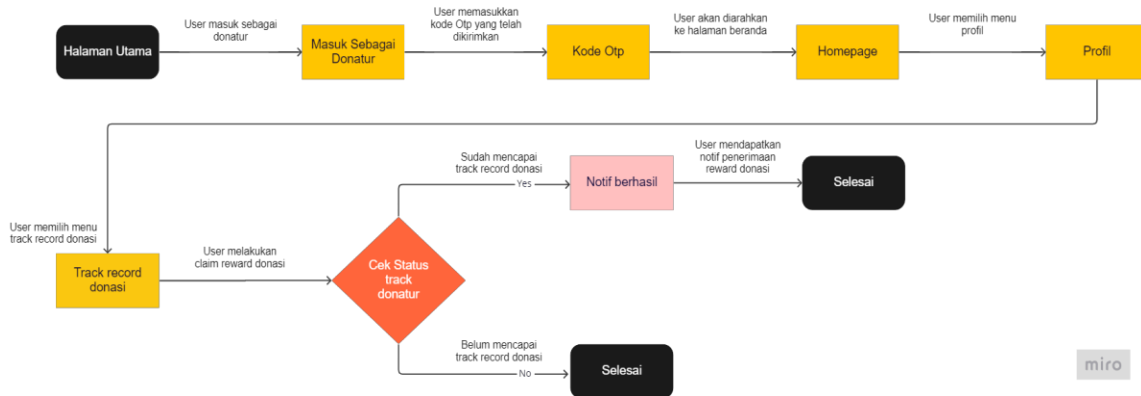 Halaman Utama
User masuk sebagai
donatur
Masuk Sebagai
Donatur
User memasukkan
kode Otp yang telah
dikirimkan
Kode Otp
User akan diarahkan
ke halaman beranda
Homepage
User memilih menu
profil
Profil
User memilih menu
track record donasi
Track record
donasi
User melakukan
claim reward donasi
Cek Status
track
donatur
Sudah mencapai
track record donasi
Yes
Notif berhasil
User mendapatkan
notif penerimaan
reward donasi
Selesai
Belum mencapai
track record donasi
No
Selesai
miro